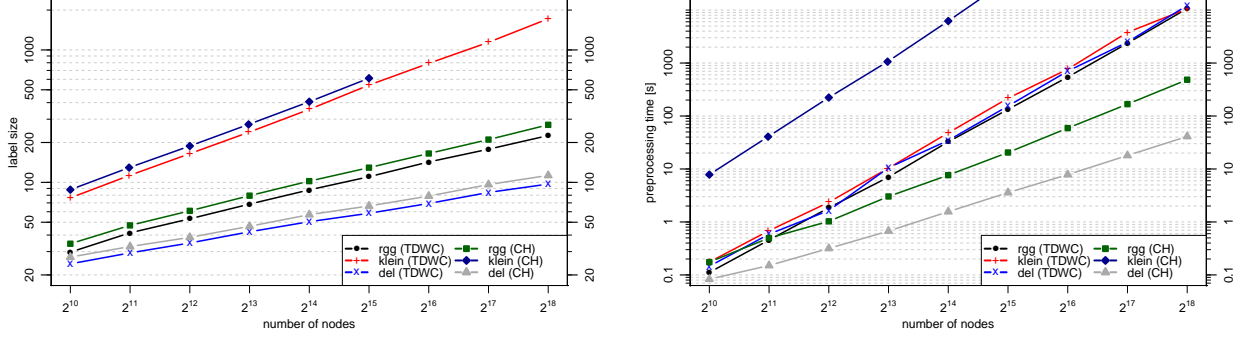 label size
20
50
100
200
500
1000
20
50
100
200
500
1000
2^10
2^11
2^12
2^13
2^14
2^15
2^16
2^17
2^18
number of nodes
rgg (TDWC)
klein (TDWC)
del (TDWC)
rgg (CH)
klein (CH)
del (CH)
preprocessing time [s]
0.1
1
10
100
1000
0.1
1
10
100
1000
2^10
2^11
2^12
2^13
2^14
2^15
2^16
2^17
2^18
number of nodes
rgg (TDWC)
klein (TDWC)
del (TDWC)
rgg (CH)
klein (CH)
del (CH)